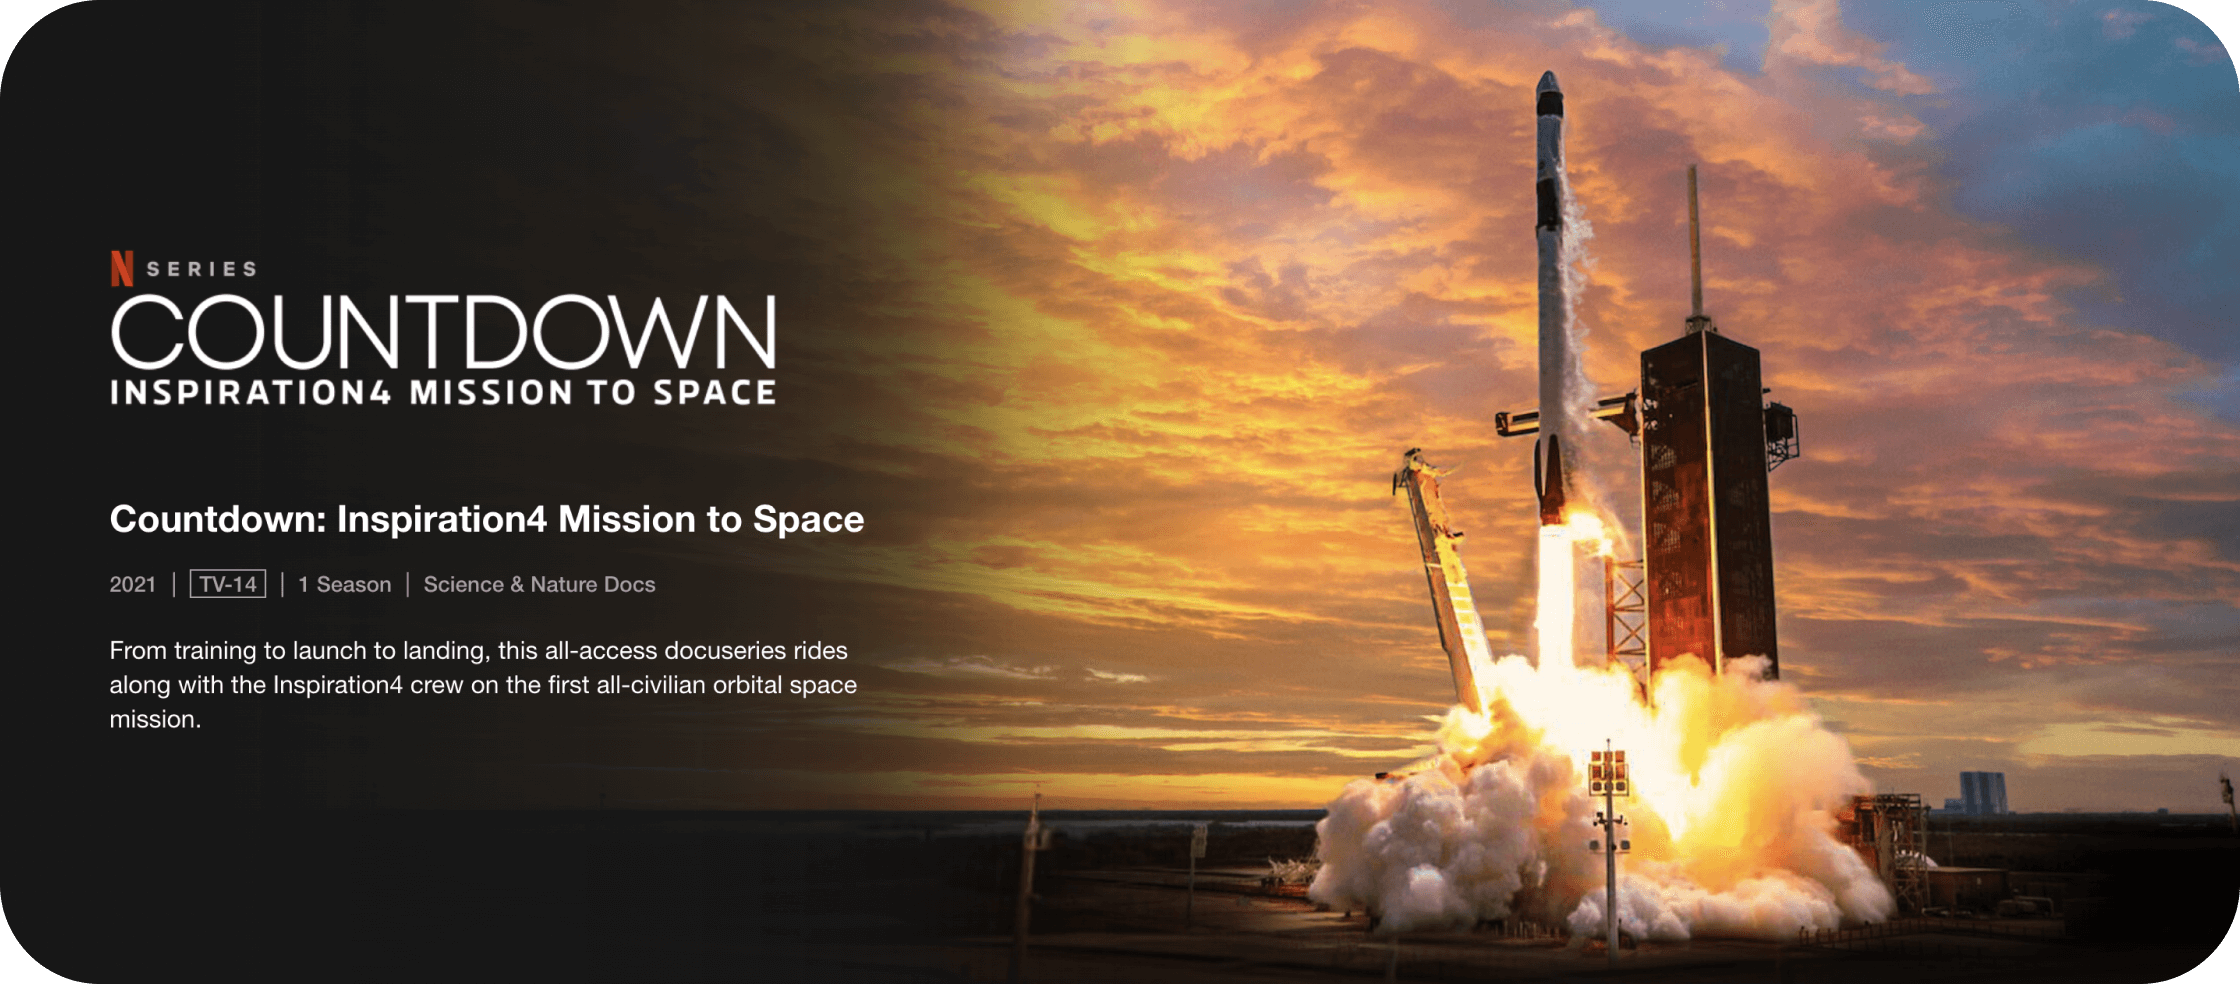 N SERIES
COUNTDOWN
INSPIRATION4 MISSION TO SPACE
Countdown: Inspiration4 Mission to Space
2021 | TV-14 | 1 Season | Science & Nature Docs
From training to launch to landing, this all-access docuseries rides
along with the Inspiration4 crew on the first all-civilian orbital space
mission.